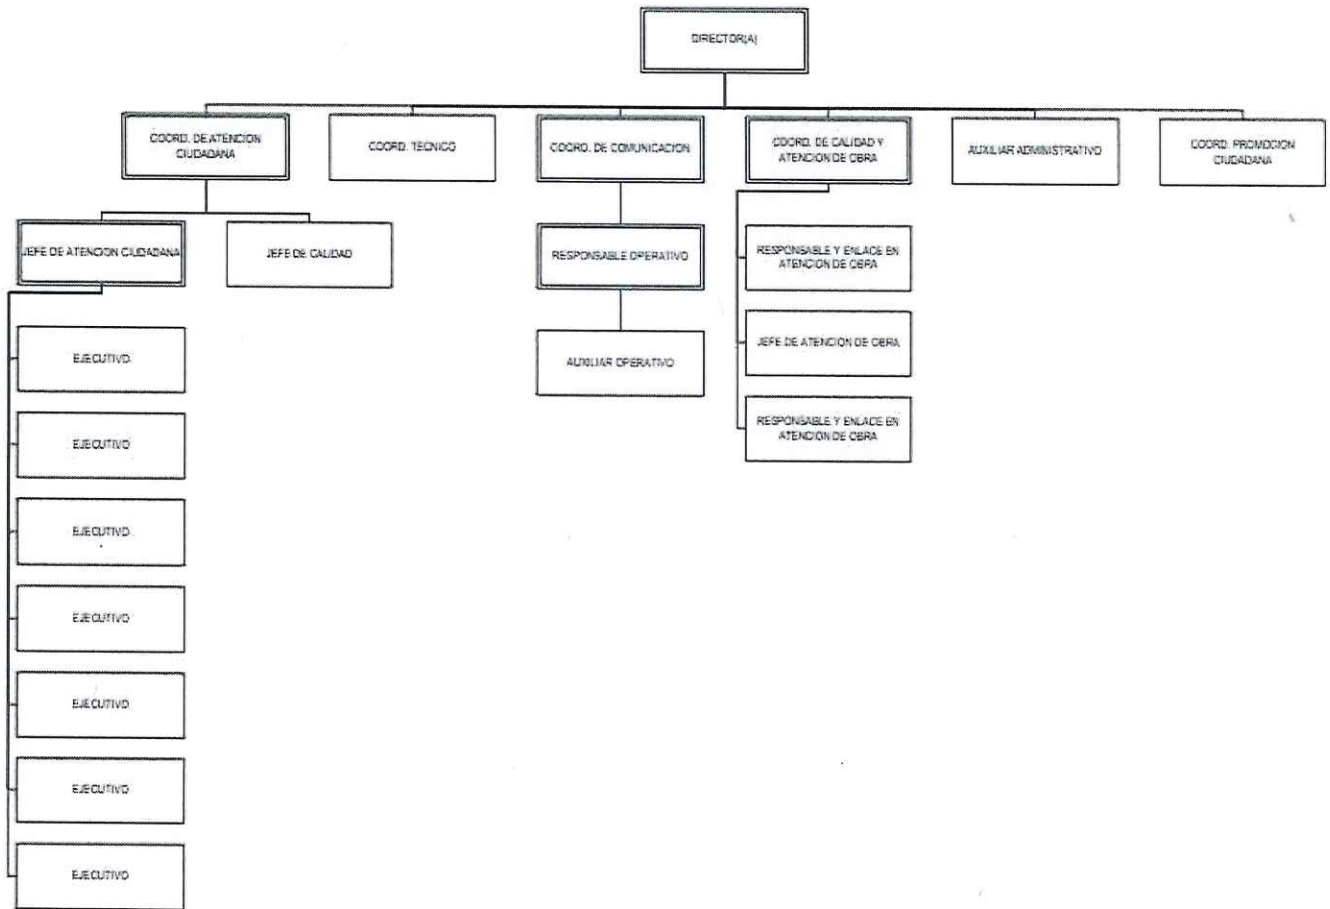 DIRECTOR(A)
COORD. DE ATENCION
CIUDADANA
COORD. TECNICO
COORD. DE COMUNICACION
COORD. DE CALIDAD Y
ATENCION DE OBRA
AUXILIAR ADMINISTRATIVO
COORD. PROMOCION
CIUDADANA
JEFE DE ATENCION CIUDADANA
JEFE DE CALIDAD
RESPONSABLE OPERATIVO
RESPONSABLE Y ENLACE EN
ATENCION DE OBRA
EJECUTIVO
AUXILIAR OPERATIVO
JEFE DE ATENCION DE OBRA
EJECUTIVO
RESPONSABLE Y ENLACE EN
ATENCION DE OBRA
EJECUTIVO
EJECUTIVO
EJECUTIVO
EJECUTIVO
EJECUTIVO